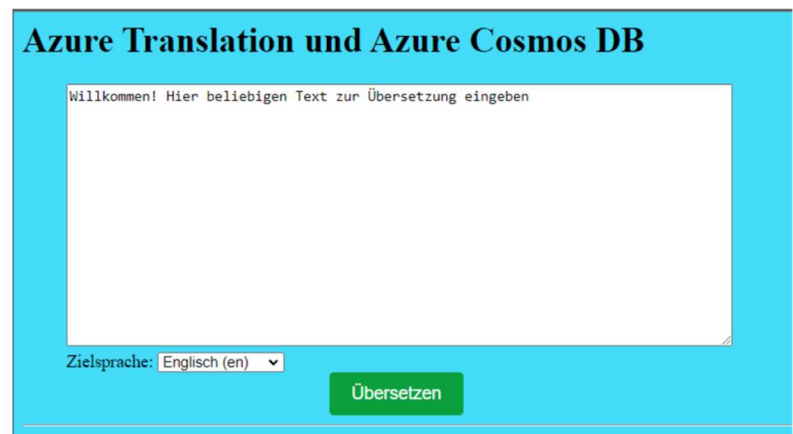 Azure Translation und Azure Cosmos DB
Willkommen! Hier beliebigen Text zur Übersetzung eingeben
Zielsprache: Englisch (en)
Übersetzen